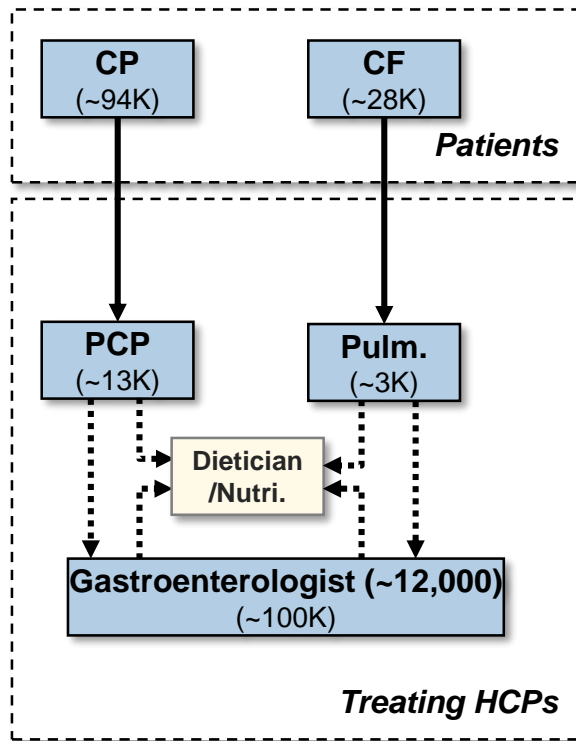 CP
(~94K)
CF
(~28K)
Patients
PCP
(~13K)
Pulm.
(~3K)
Dietician
/Nutri.
Gastroenterologist (~12,000)
(~100K)
Treating HCPs